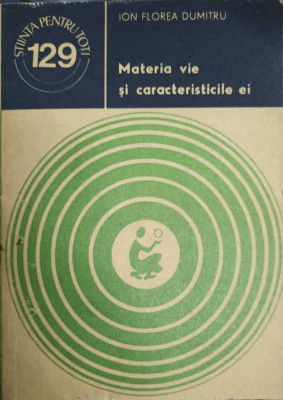 ION FLOREA DUMITRU
ȘTIINȚA PENTRU TOȚI
129
Materia vie
și caracteristicile ei